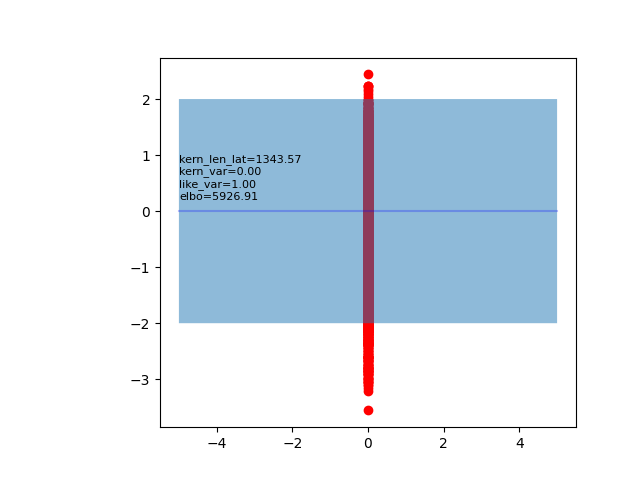 2
1
kern_len_lat=1343.57
kern_var=0.00
like_var=1.00
elbo=5926.91
0
−1
−2
−3
−4 −2 0 2 4